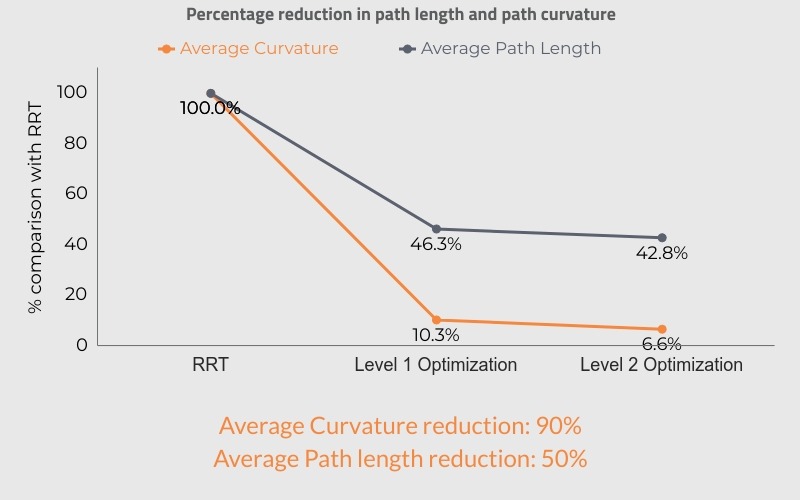 Percentage reduction in path length and path curvature
Average Curvature Average Path Length
% comparison with RRT
100
80
60
40
20
0
100.0%
46.3%
42.8%
10.3%
6.6%
RRT Level 1 Optimization Level 2 Optimization
Average Curvature reduction: 90%
Average Path length reduction: 50%